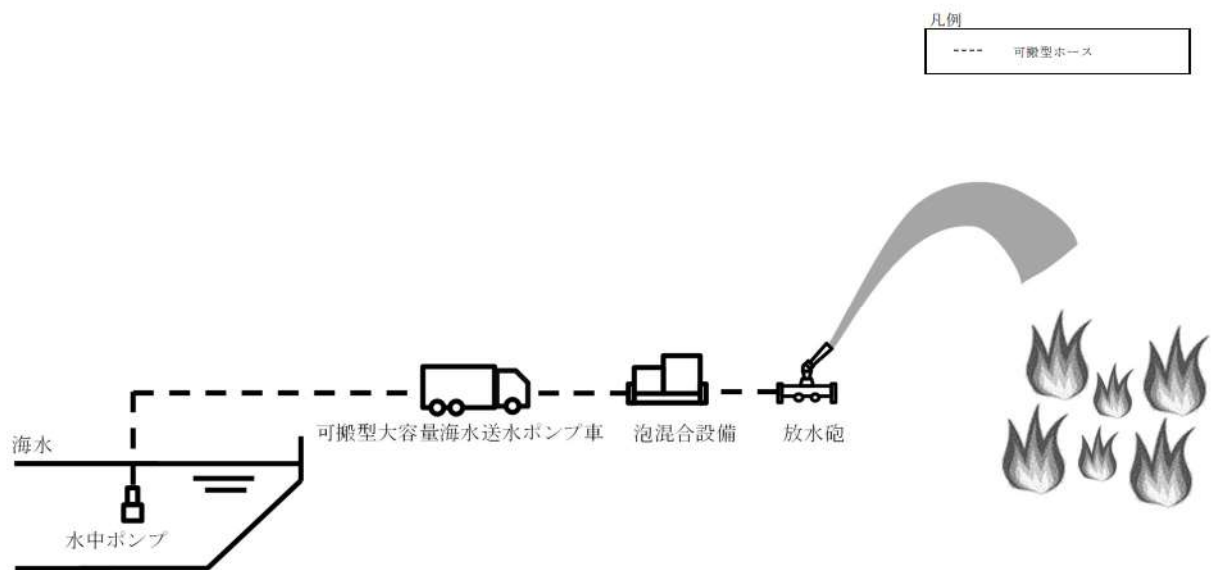 凡例
可搬型ホース
海水
可搬型大容量海水送水ポンプ車
泡混合設備
放水砲
水中ポンプ